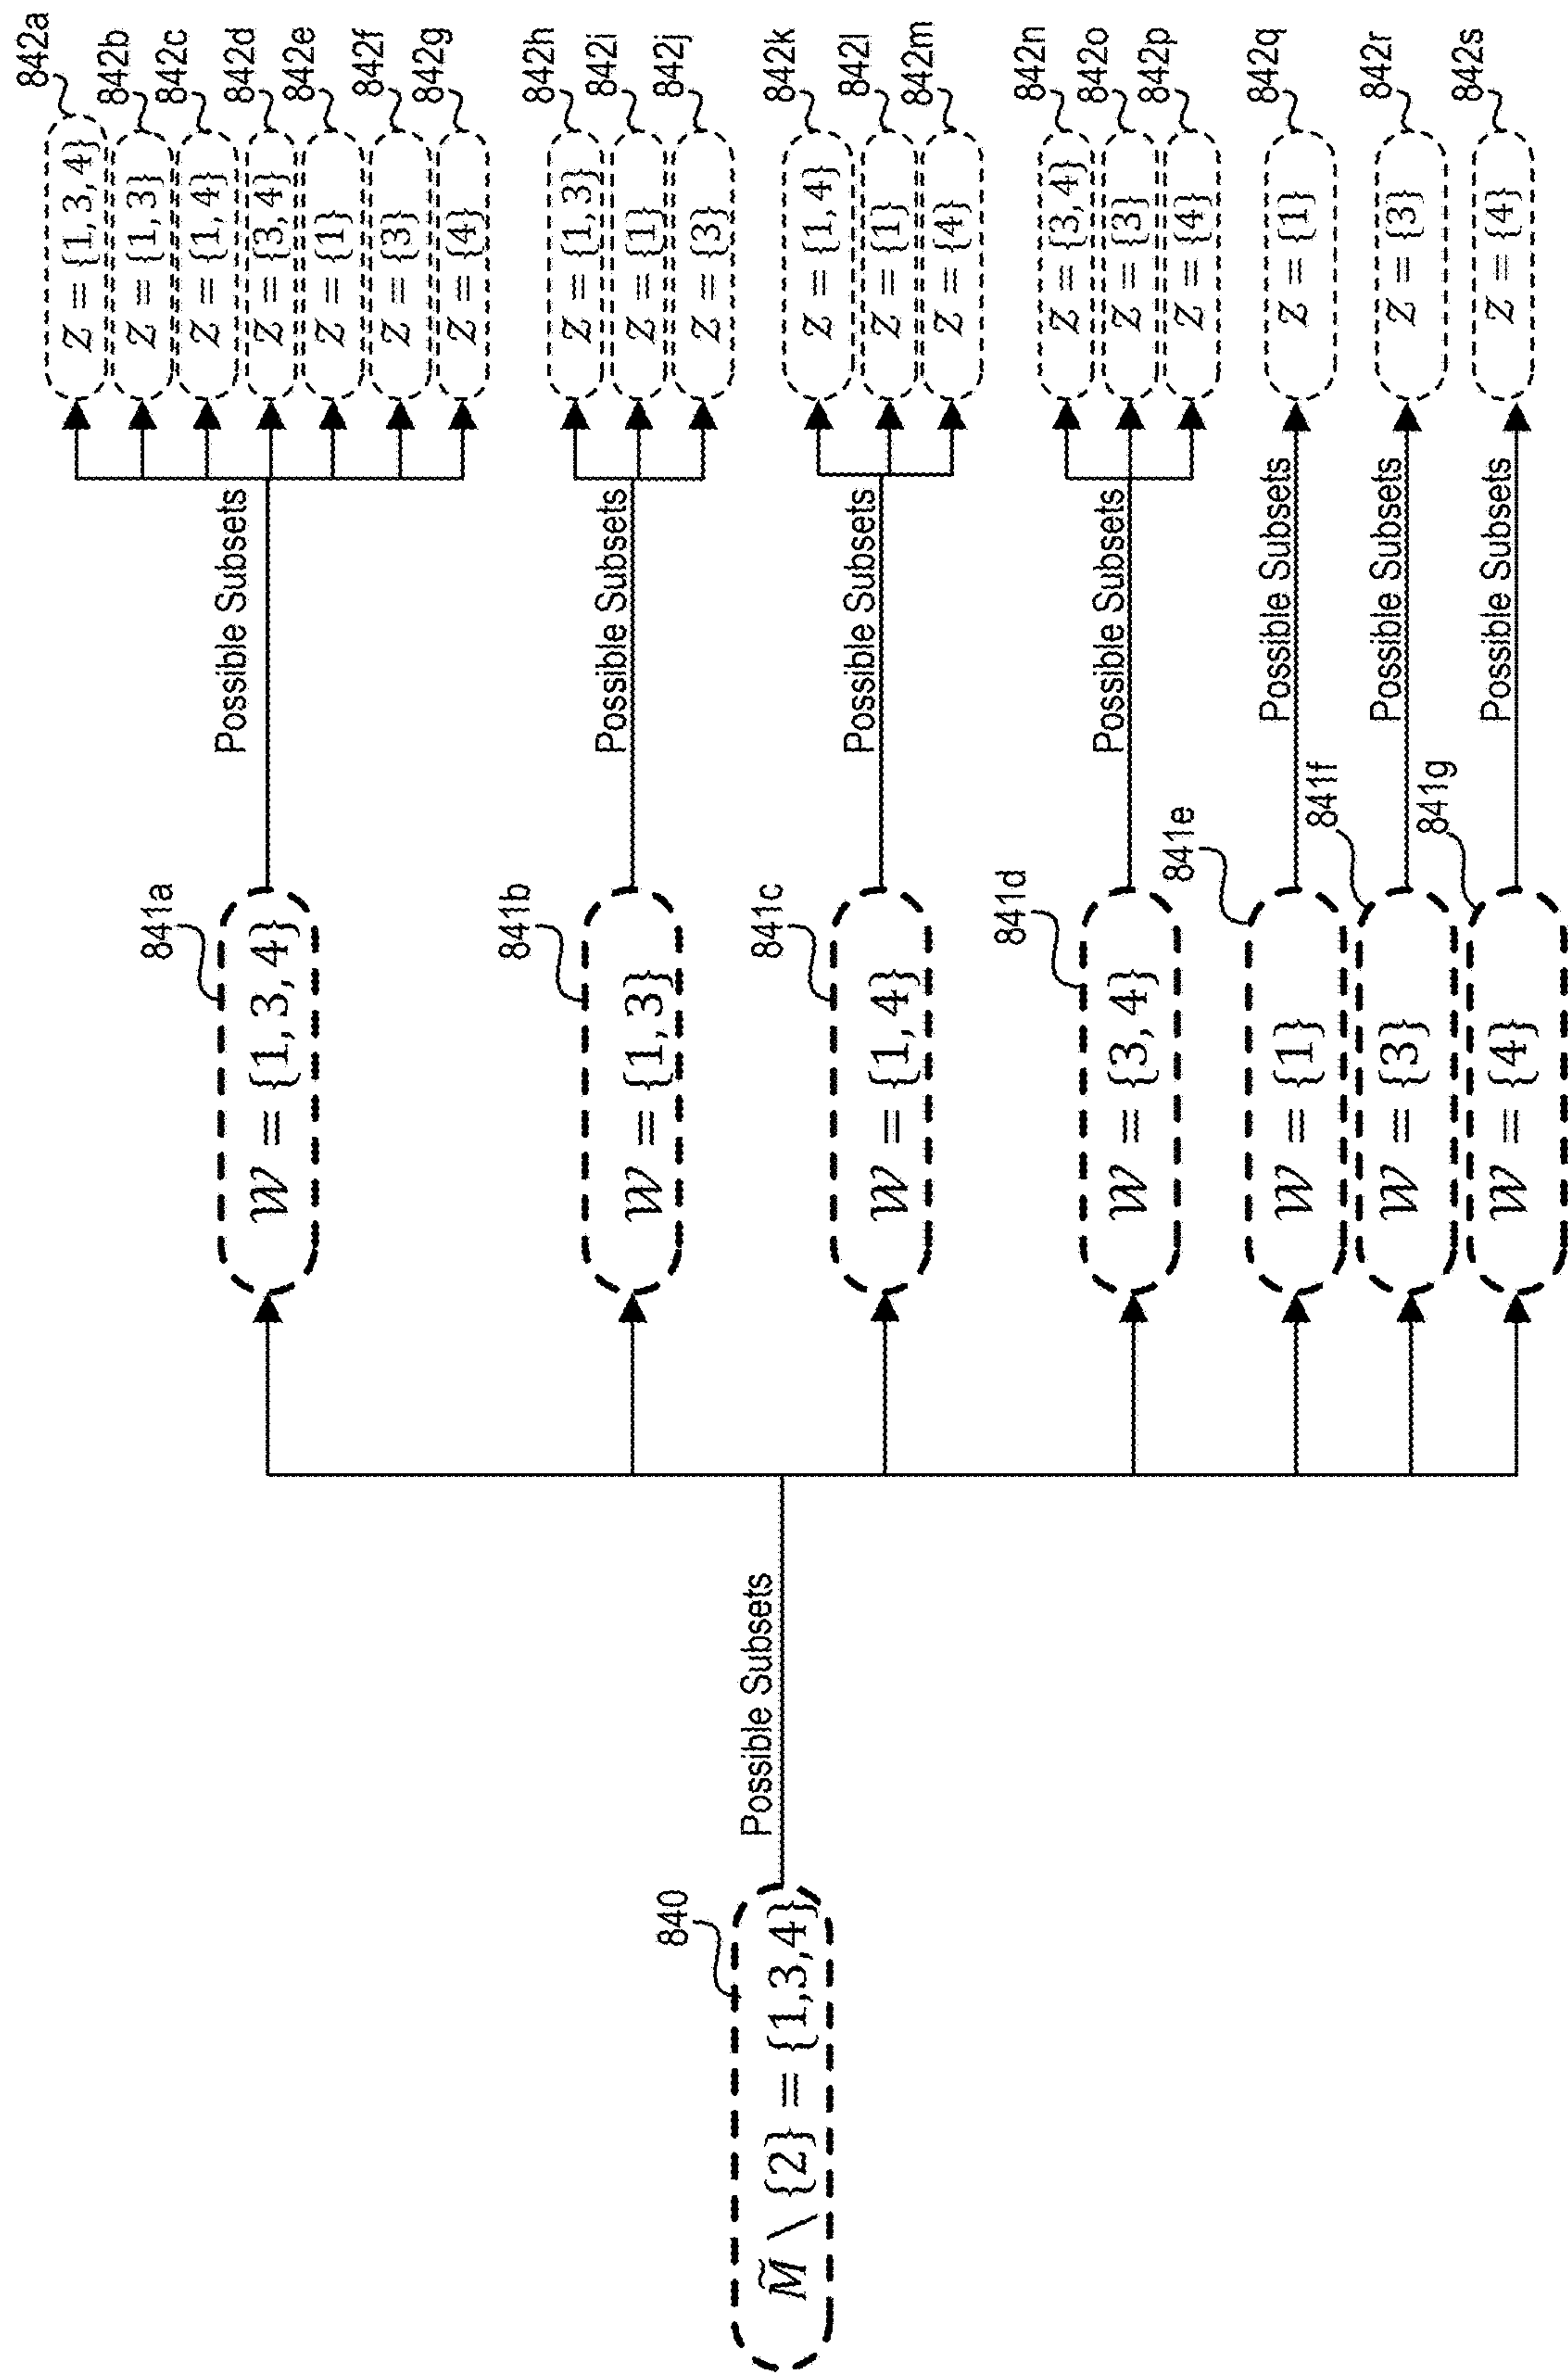 840
M̃ \ {2} = {1,3,4}
Possible Subsets
841a
𝒲 = {1, 3, 4}
Possible Subsets
842a
Z = {1, 3, 4}
842b
Z = {1, 3}
842c
Z = {1, 4}
842d
Z = {3, 4}
842e
Z = {1}
842f
Z = {3}
842g
Z = {4}
841b
𝒲 = {1, 3}
Possible Subsets
842h
Z = {1, 3}
842i
Z = {1}
842j
Z = {3}
841c
𝒲 = {1, 4}
Possible Subsets
842k
Z = {1, 4}
842l
Z = {1}
842m
Z = {4}
841d
𝒲 = {3, 4}
Possible Subsets
842n
Z = {3, 4}
842o
Z = {3}
842p
Z = {4}
841e
𝒲 = {1}
Possible Subsets
842q
Z = {1}
841f
𝒲 = {3}
Possible Subsets
842r
Z = {3}
841g
𝒲 = {4}
Possible Subsets
842s
Z = {4}